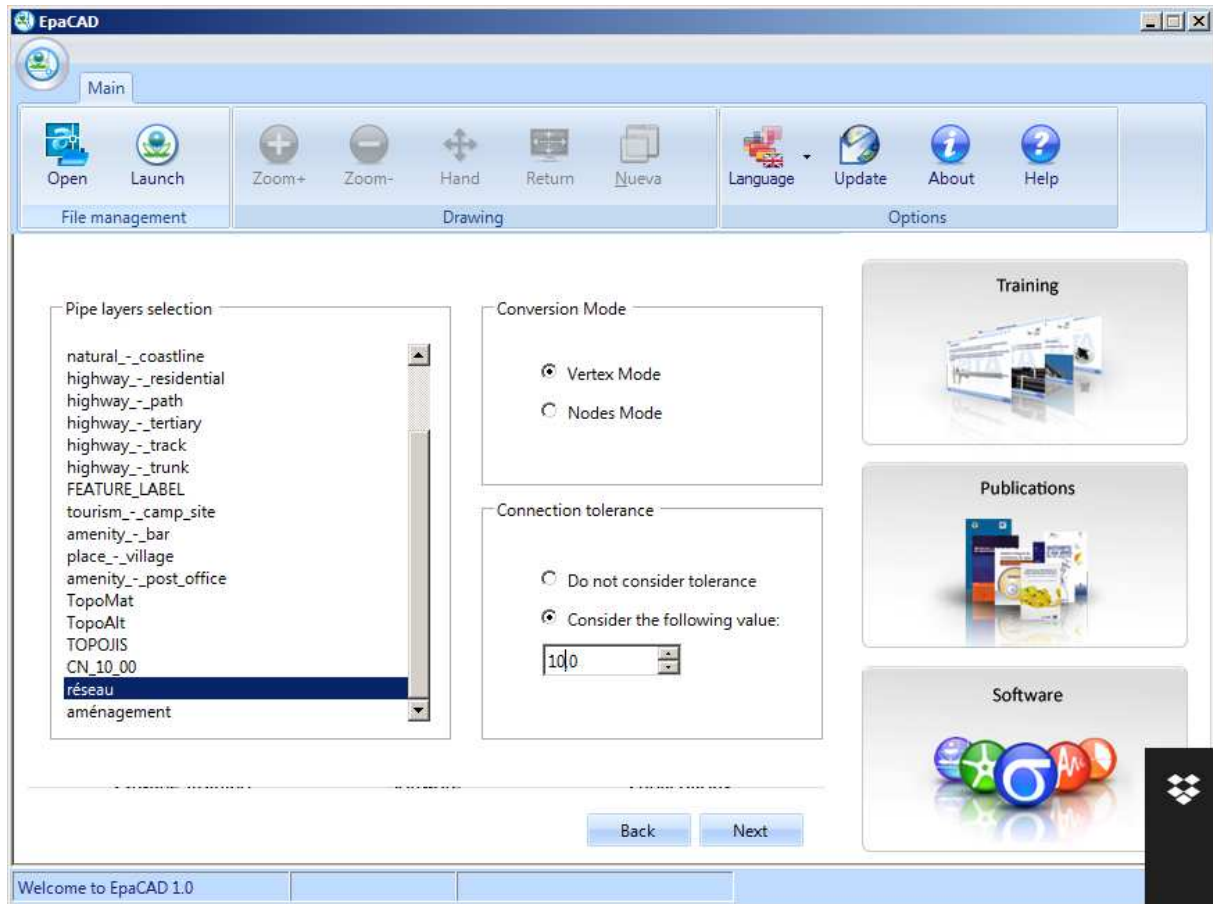 EpaCAD
Main
Open
Launch
Zoom+
Zoom-
Hand
Return
Nueva
Language
Update
About
Help
File management
Drawing
Options
Pipe layers selection
natural_-_coastline
highway_-_residential
highway_-_path
highway_-_tertiary
highway_-_track
highway_-_trunk
FEATURE_LABEL
tourism_-_camp_site
amenity_-_bar
place_-_village
amenity_-_post_office
TopoMat
TopoAlt
TOPOJIS
CN_10_00
réseau
aménagement
Conversion Mode
Vertex Mode
Nodes Mode
Connection tolerance
Do not consider tolerance
Consider the following value:
10,0
Training
Publications
Software
Back
Next
Welcome to EpaCAD 1.0